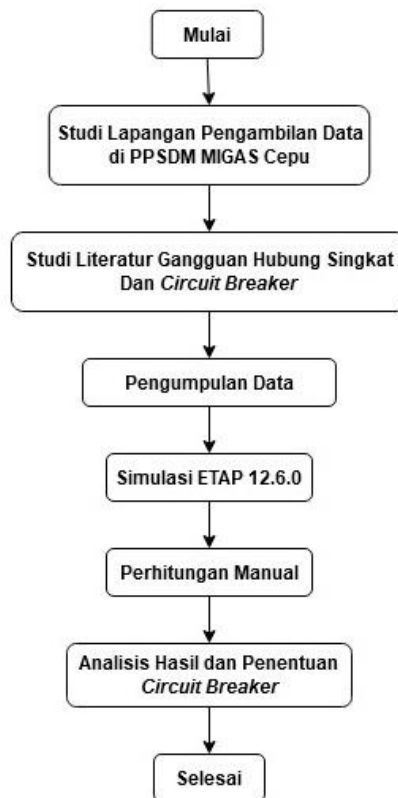 Mulai
Studi Lapangan Pengambilan Data
di PPSDM MIGAS Cepu
Studi Literatur Gangguan Hubung Singkat
Dan Circuit Breaker
Pengumpulan Data
Simulasi ETAP 12.6.0
Perhitungan Manual
Analisis Hasil dan Penentuan
Circuit Breaker
Selesai